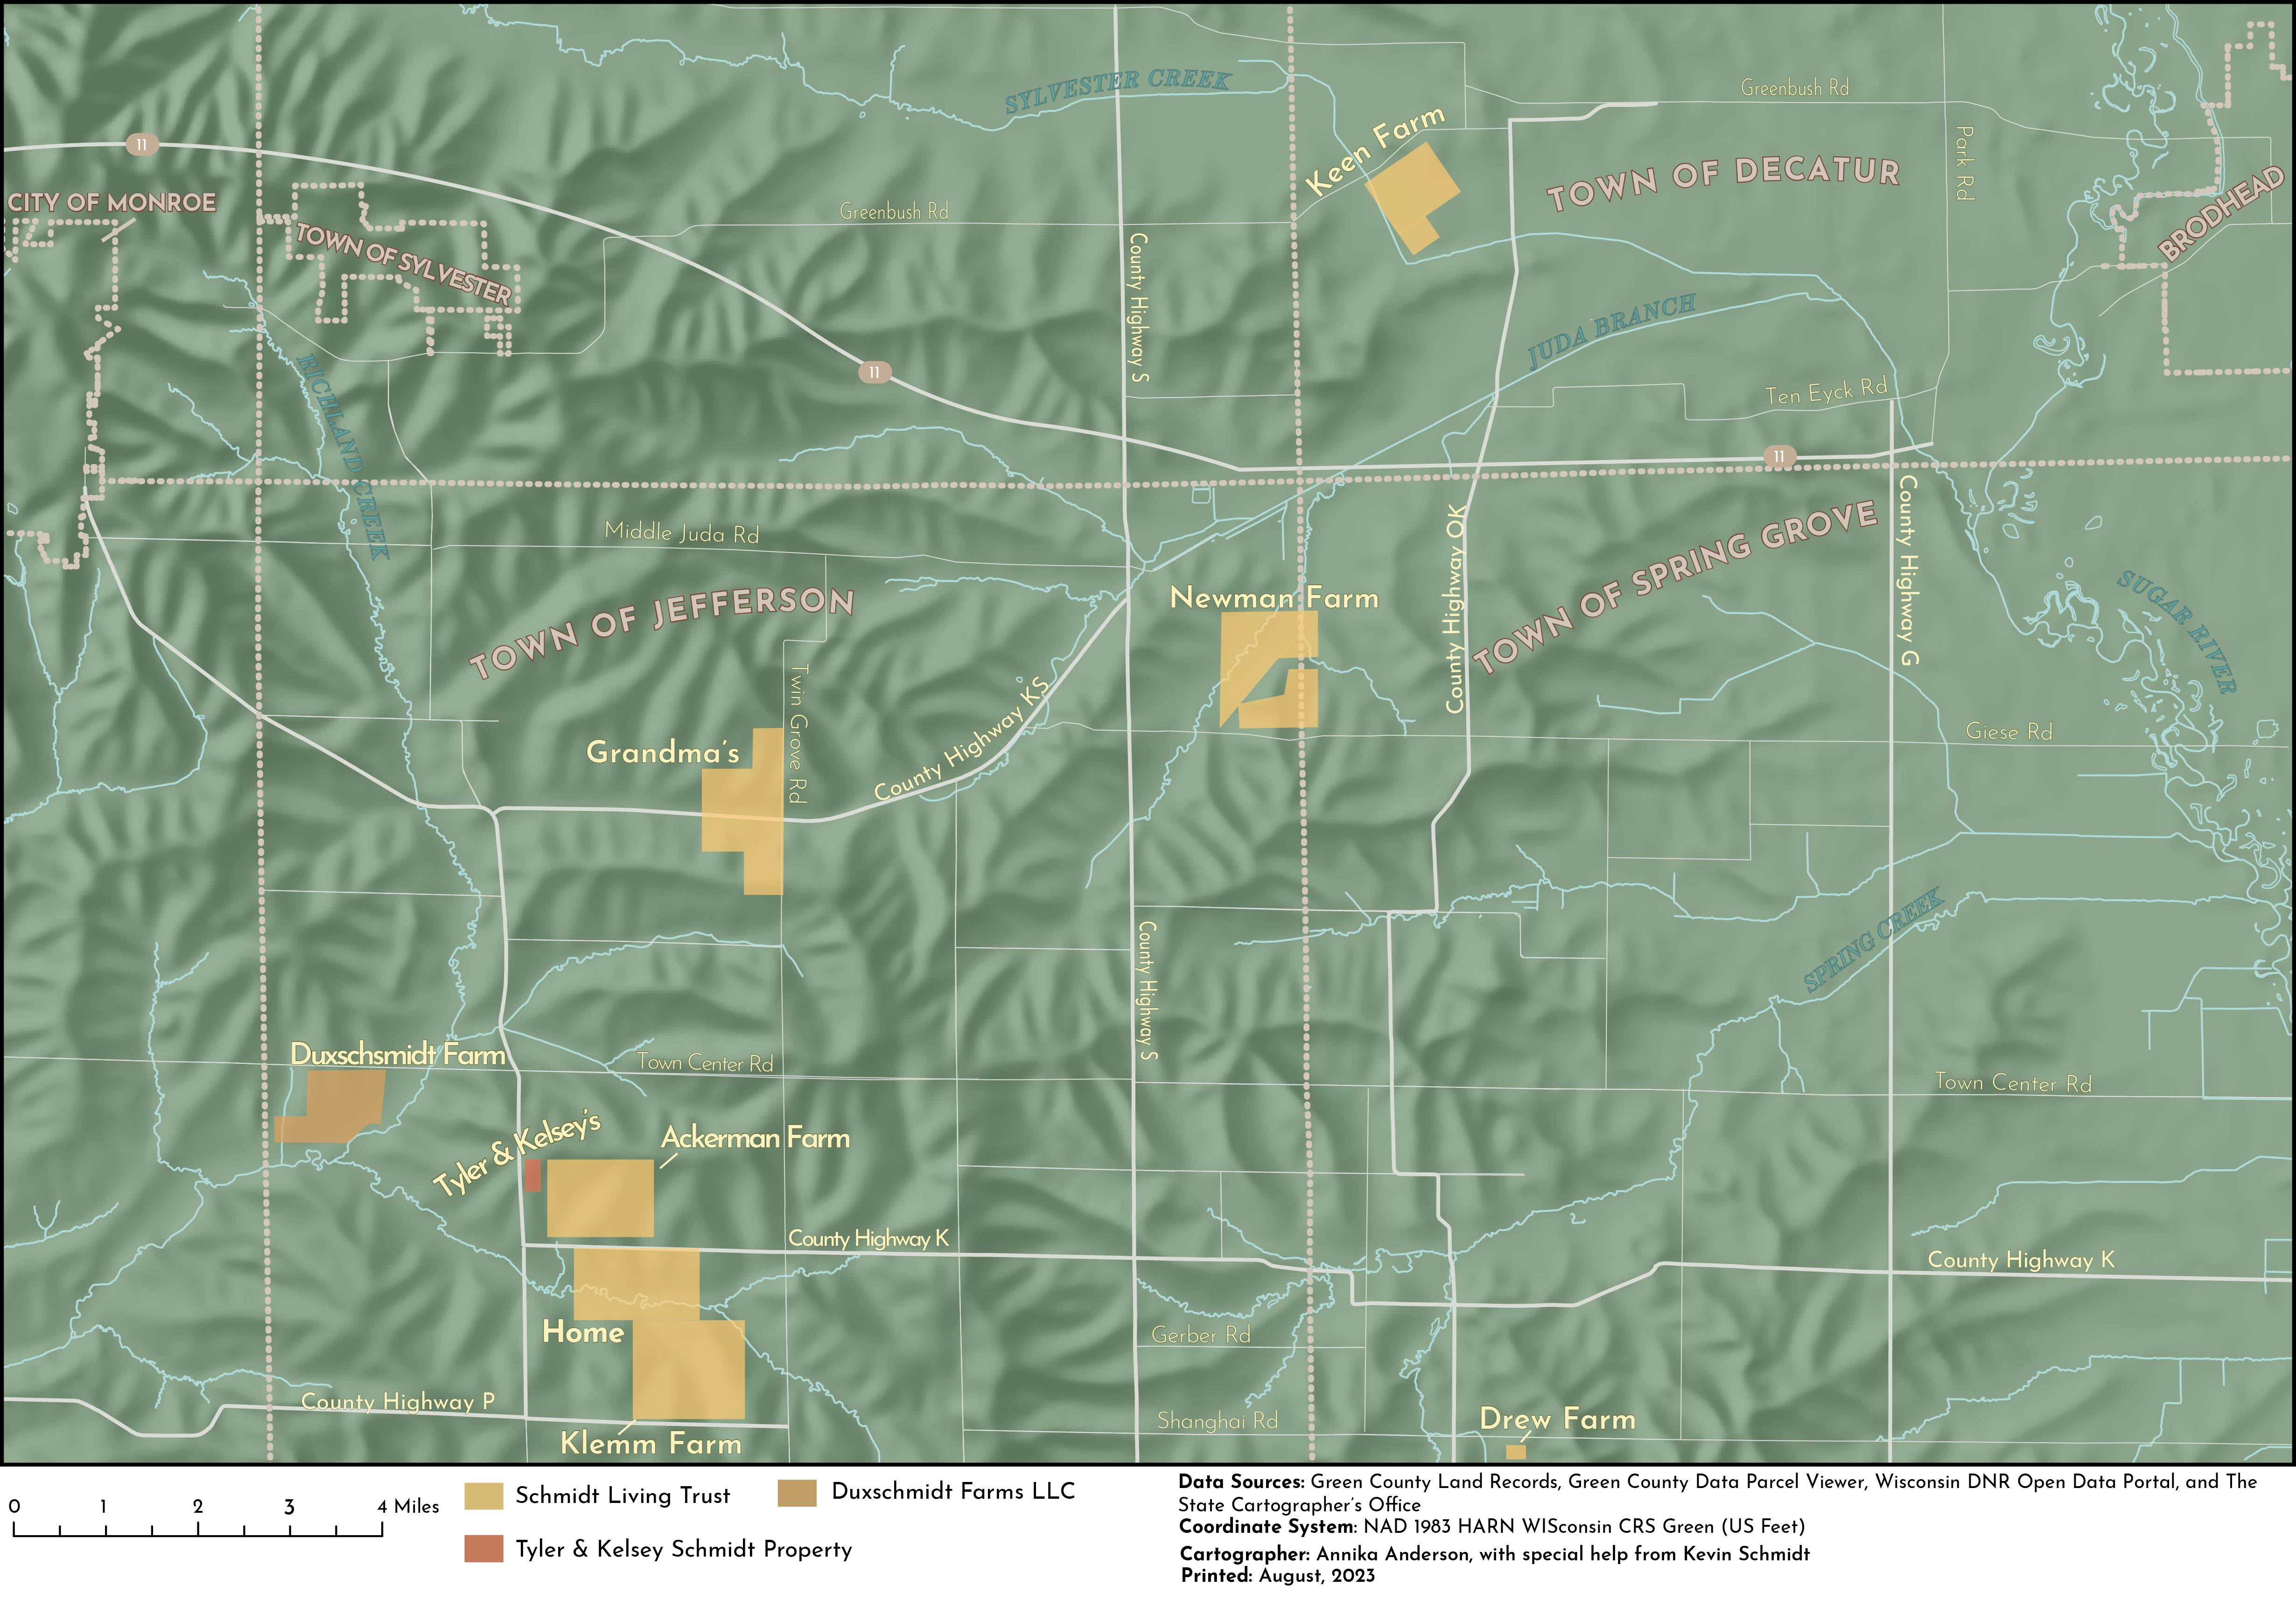 SYLVESTER CREEK
Greenbush Rd
Keen Farm
Park Rd
11
TOWN OF DECATUR
CITY OF MONROE
BRODHEAD
Greenbush Rd
TOWN OF SYLVESTER
County Highway S
JUDA BRANCH
11
RICHLAND CREEK
Ten Eyck Rd
11
Middle Juda Rd
County Highway OK
TOWN OF SPRING GROVE
County Highway G
TOWN OF JEFFERSON
Newman Farm
SUGAR RIVER
Twin Grove Rd
County Highway KS
Grandma's
Giese Rd
County Highway S
SPRING CREEK
Duxschsmidt Farm
Town Center Rd
Town Center Rd
Tyler & Kelsey's
Ackerman Farm
County Highway K
County Highway K
Home
Gerber Rd
County Highway P
Klemm Farm
Shanghai Rd
Drew Farm
0 1 2 3 4 Miles
Schmidt Living Trust
Duxschmidt Farms LLC
Tyler & Kelsey Schmidt Property
Data Sources: Green County Land Records, Green County Data Parcel Viewer, Wisconsin DNR Open Data Portal, and The
State Cartographer's Office
Coordinate System: NAD 1983 HARN WISconsin CRS Green (US Feet)
Cartographer: Annika Anderson, with special help from Kevin Schmidt
Printed: August, 2023